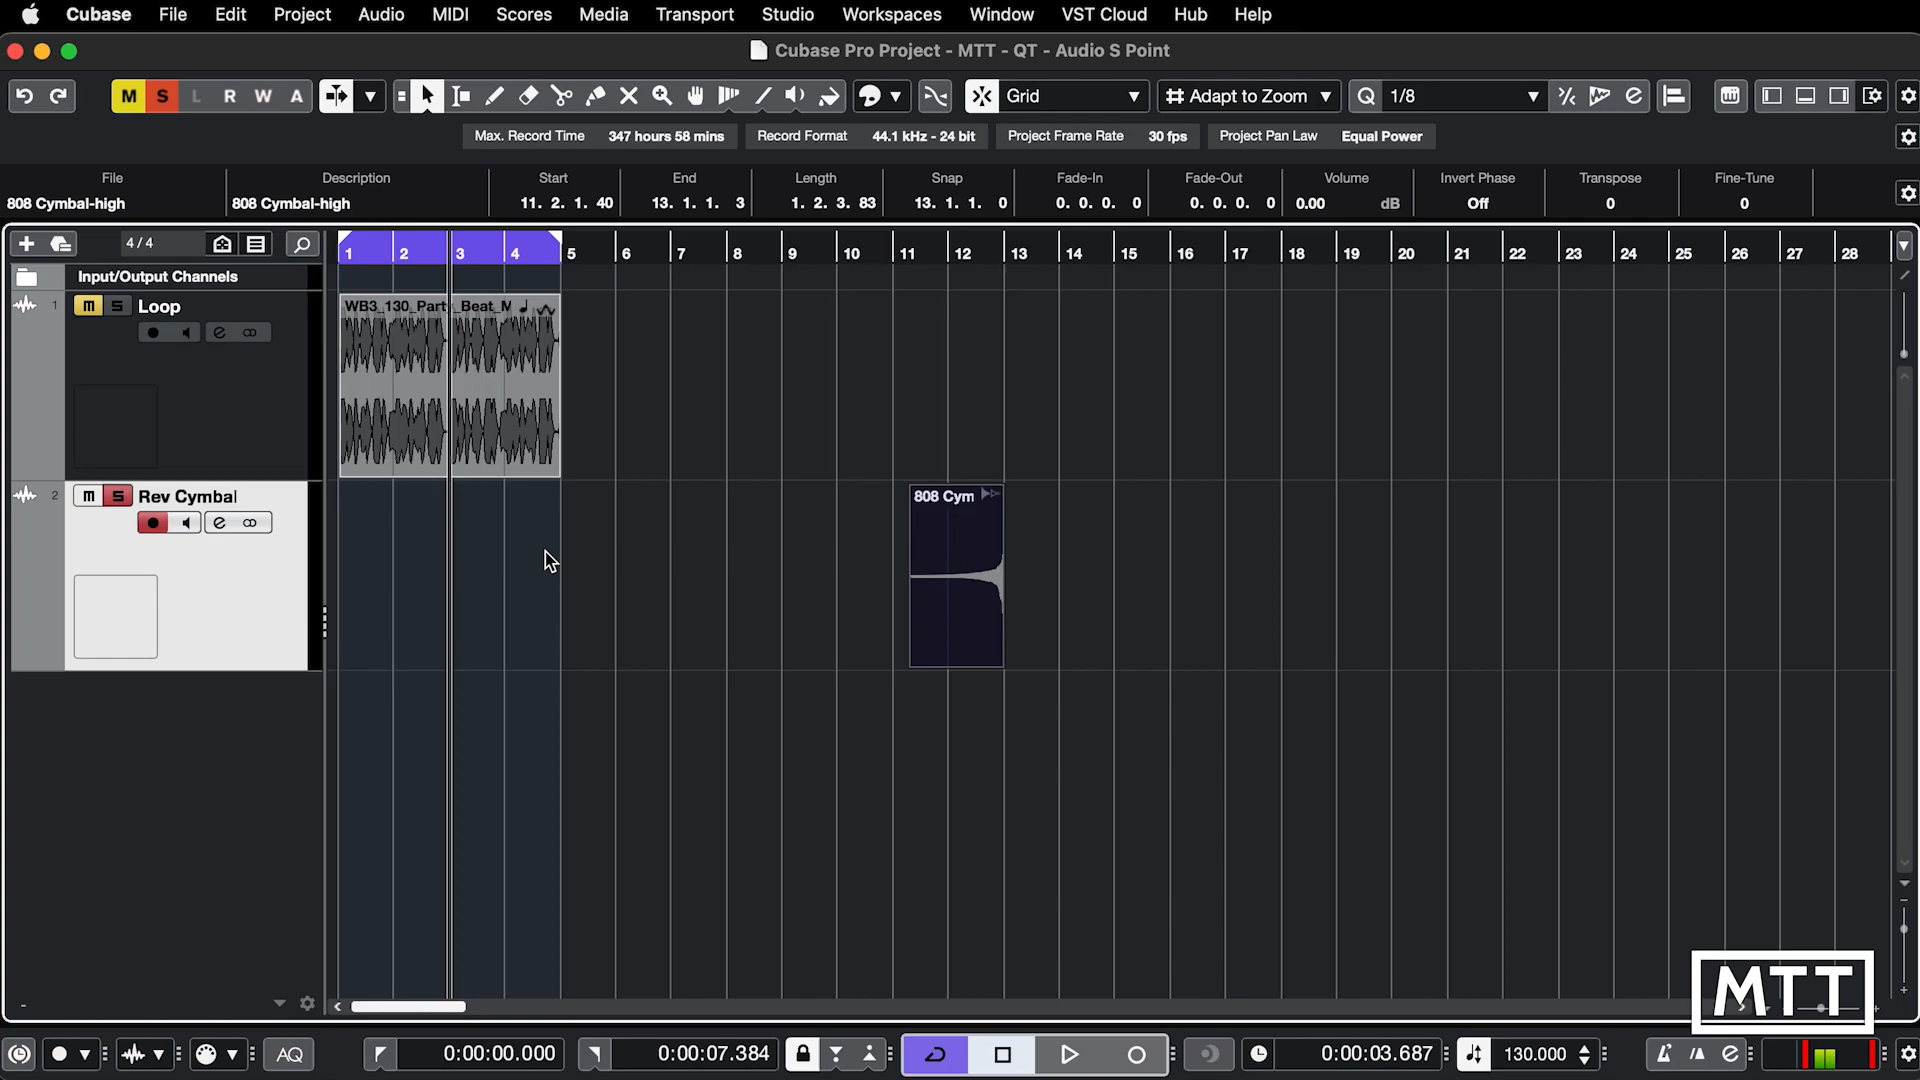 Cubase File Edit Project Audio MIDI Scores Media Transport Studio Workspaces Window VST Cloud Hub Help
Cubase Pro Project - MTT - QT - Audio S Point
M S L R W A Grid Adapt to Zoom Q 1/8
Max. Record Time 347 hours 58 mins Record Format 44.1 kHz - 24 bit Project Frame Rate 30 fps Project Pan Law Equal Power
File Description Start End Length Snap Fade-In Fade-Out Volume Invert Phase Transpose Fine-Tune
808 Cymbal-high 808 Cymbal-high 11. 2. 1. 40 13. 1. 1. 3 1. 2. 3. 83 13. 1. 1. 0 0. 0. 0. 0 0. 0. 0. 0 0.00 dB Off 0 0
4 / 4 1 2 3 4 5 6 7 8 9 10 11 12 13 14 15 16 17 18 19 20 21 22 23 24 25 26 27 28
Input/Output Channels
1 m S Loop WB3_130_Party_Beat_M
e
2 m S Rev Cymbal 808 Cym
e
MTT
AQ 0:00:00.000 0:00:07.384 0:00:03.687 130.000